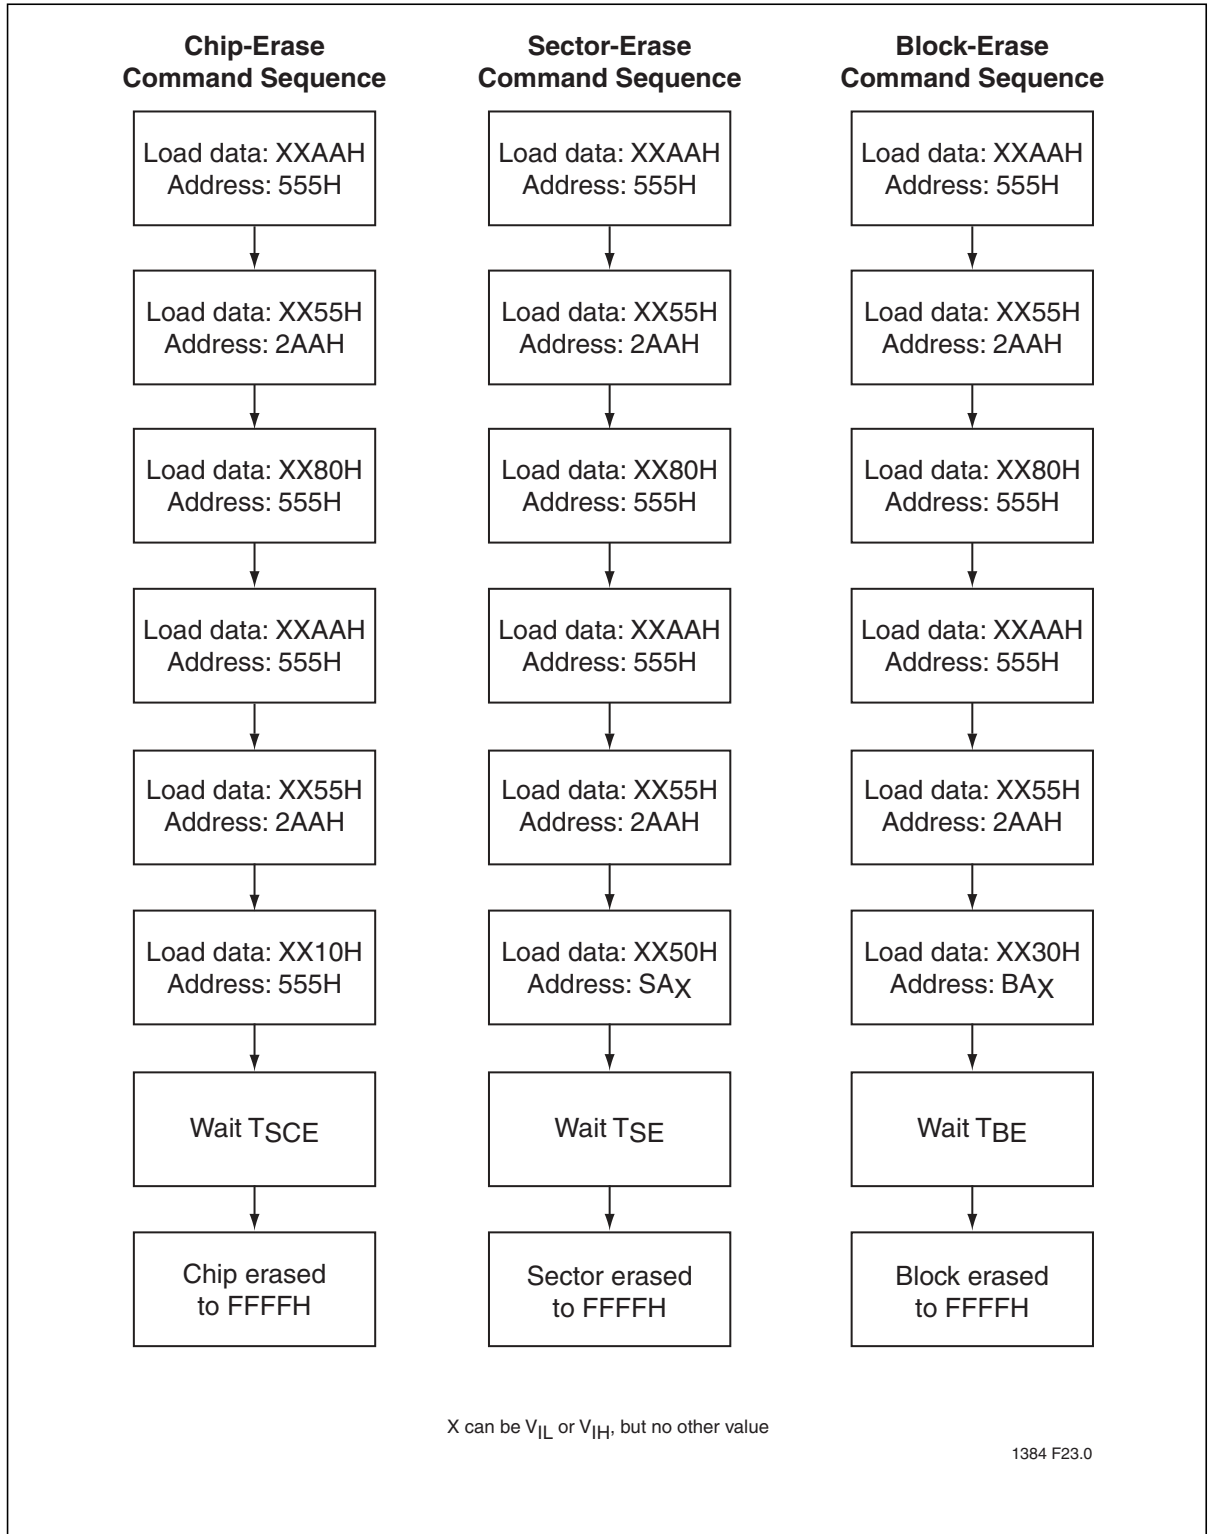 Chip-Erase
Command Sequence
Load data: XXAAH
Address: 555H
Load data: XX55H
Address: 2AAH
Load data: XX80H
Address: 555H
Load data: XXAAH
Address: 555H
Load data: XX55H
Address: 2AAH
Load data: XX10H
Address: 555H
Wait TSCE
Chip erased
to FFFFH
Sector-Erase
Command Sequence
Load data: XXAAH
Address: 555H
Load data: XX55H
Address: 2AAH
Load data: XX80H
Address: 555H
Load data: XXAAH
Address: 555H
Load data: XX55H
Address: 2AAH
Load data: XX50H
Address: SAX
Wait TSE
Sector erased
to FFFFH
Block-Erase
Command Sequence
Load data: XXAAH
Address: 555H
Load data: XX55H
Address: 2AAH
Load data: XX80H
Address: 555H
Load data: XXAAH
Address: 555H
Load data: XX55H
Address: 2AAH
Load data: XX30H
Address: BAX
Wait TBE
Block erased
to FFFFH
X can be VIL or VIH, but no other value
1384 F23.0